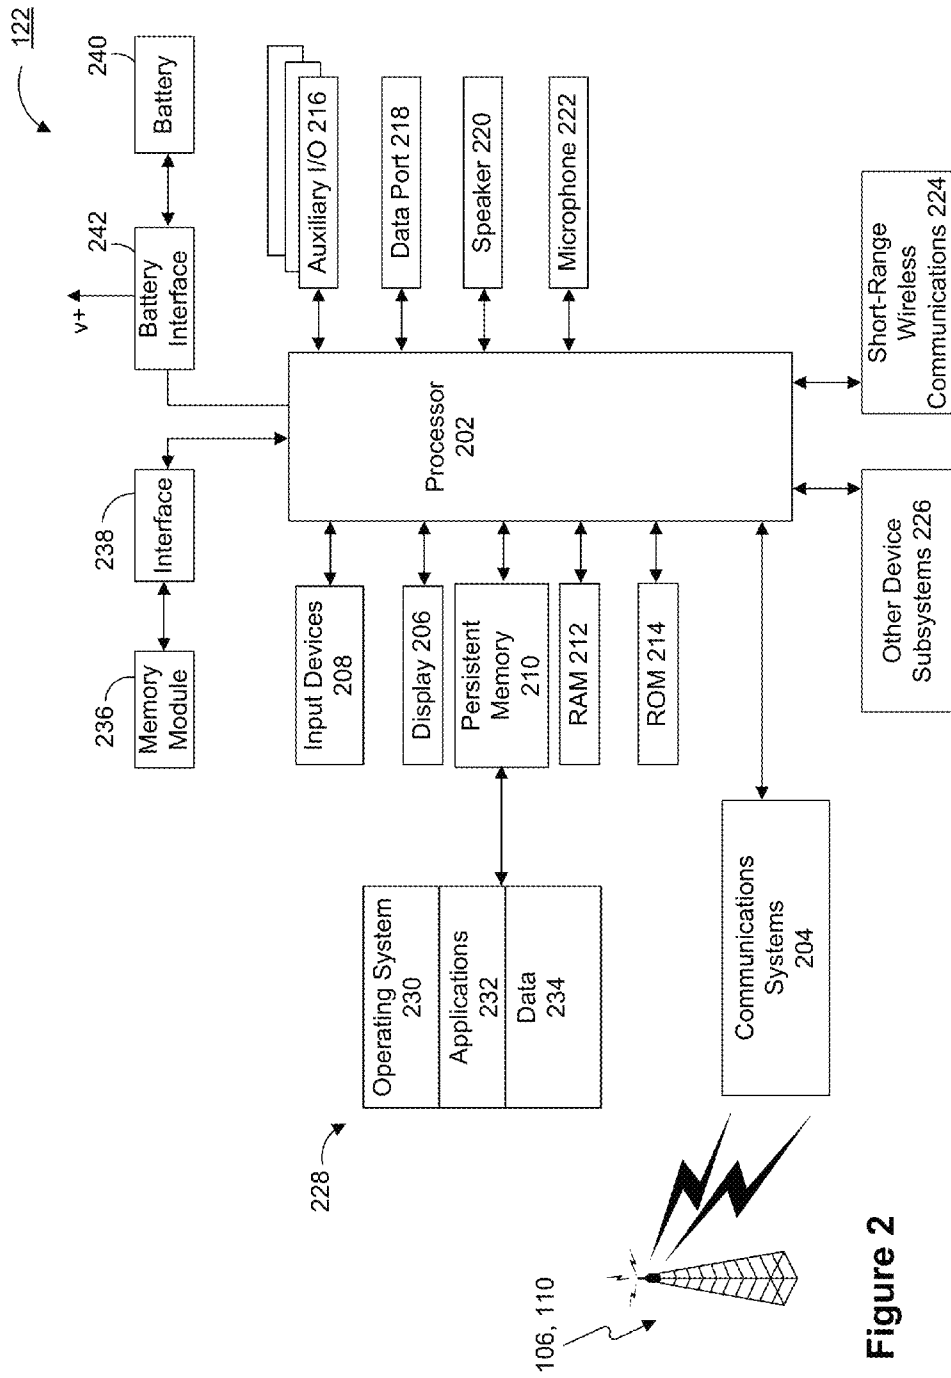 122
236
Memory
Module
238
Interface
v+
242
Battery
Interface
240
Battery
228
Operating System
230
Applications
232
Data
234
Input Devices
208
Display 206
Persistent
Memory
210
RAM 212
ROM 214
Processor
202
Auxiliary I/O 216
Data Port 218
Speaker 220
Microphone 222
106, 110
Communications
Systems
204
Other Device
Subsystems 226
Short-Range
Wireless
Communications 224
Figure 2